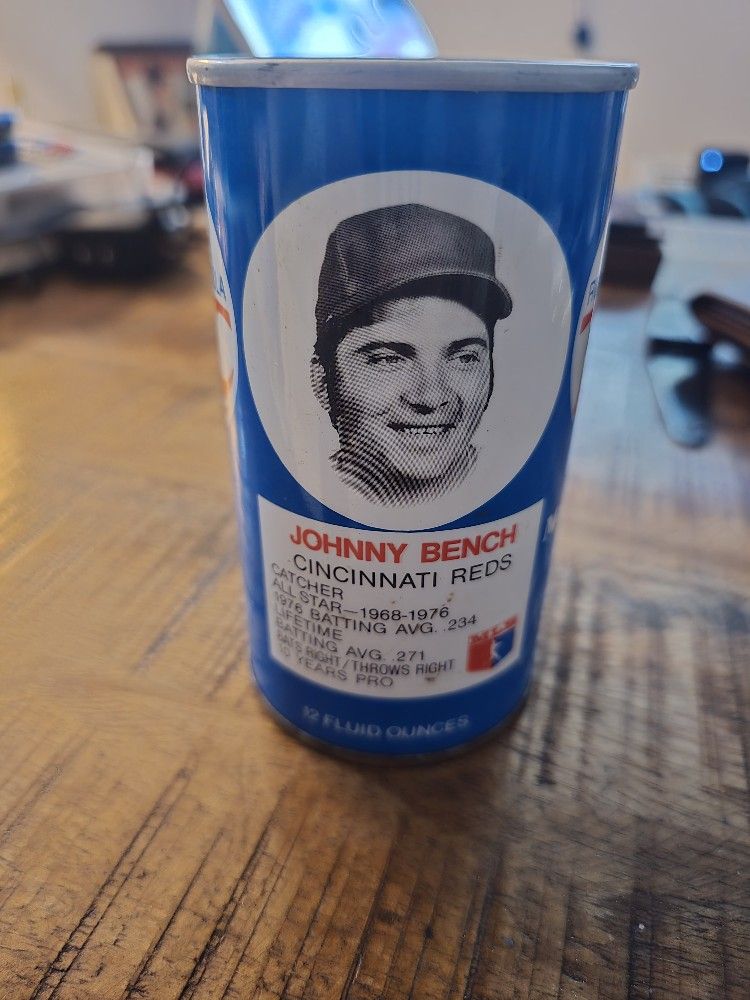 JOHNNY BENCH
CINCINNATI REDS
CATCHER
ALL STAR—1968-1976
1976 BATTING AVG. .234
LIFETIME
BATTING AVG. .271
BATS RIGHT/THROWS RIGHT
10 YEARS PRO
12 FLUID OUNCES